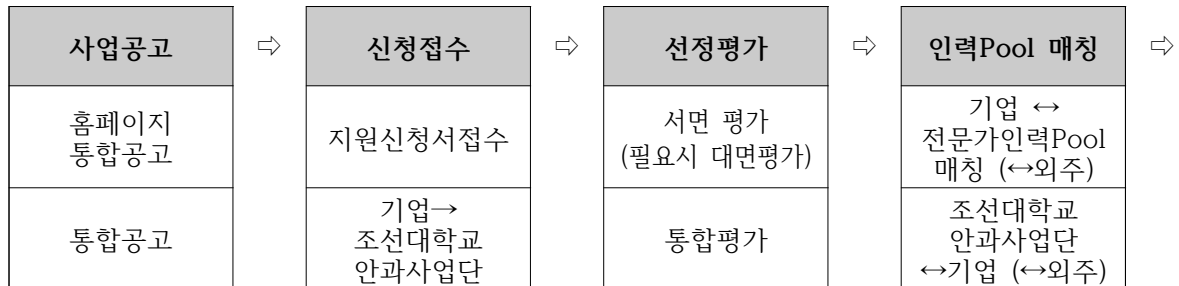 사업공고 ⇨ 신청접수 ⇨ 선정평가 ⇨ 인력Pool 매칭 ⇨
홈페이지
통합공고
지원신청서접수
서면 평가
(필요시 대면평가)
기업 ↔
전문가인력Pool
매칭 (↔외주)
통합공고
기업→
조선대학교
안과사업단
통합평가
조선대학교
안과사업단
↔기업 (↔외주)